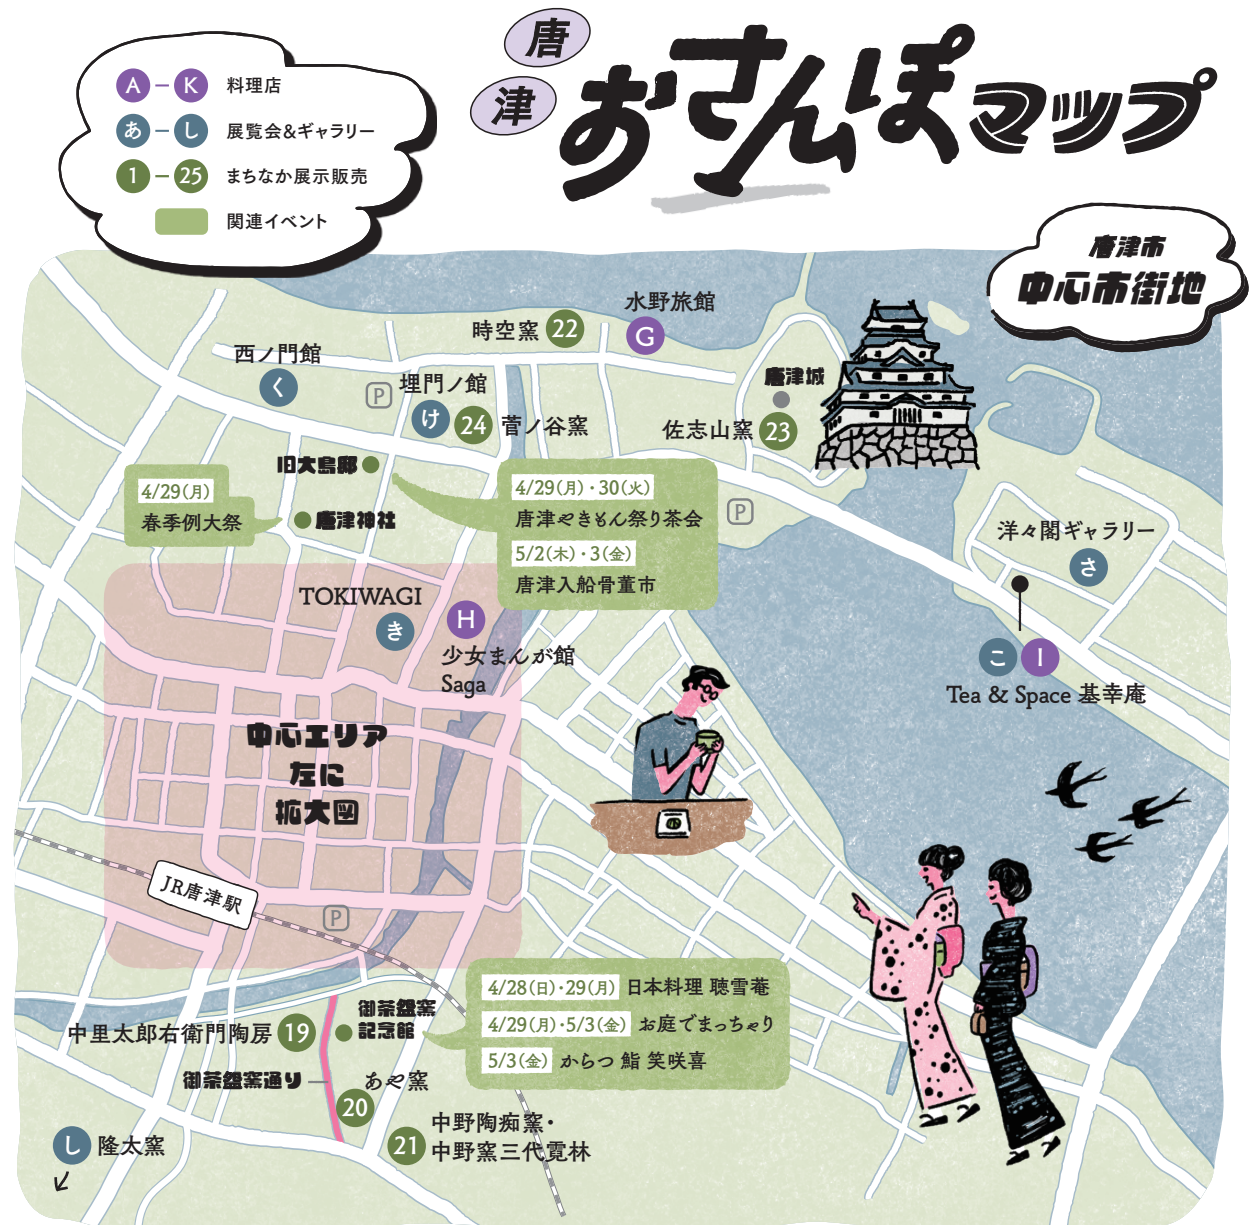 唐津
おさんぽマップ
A – K 料理店
あ – し 展覧会&ギャラリー
1 – 25 まちなか展示販売
関連イベント
唐津市
中心市街地
水野旅館
G
時空窯 22
西ノ門館
く
P
埋門ノ館
け 24 菅ノ谷窯
唐津城
佐志山窯 23
旧大島邸
4/29(月)
春季例大祭
唐津神社
4/29(月)・30(火)
唐津やきもん祭り茶会
5/2(木)・3(金)
唐津入船骨董市
P
洋々閣ギャラリー
さ
こ I
Tea & Space 基幸庵
TOKIWAGI
き
H
少女まんが館
Saga
中心エリア
左に
拡大図
JR唐津駅
P
御茶盌窯
記念館
中里太郎右衛門陶房 19
4/28(日)・29(月) 日本料理 聴雪菴
4/29(月)・5/3(金) お庭でまっちゃり
5/3(金) からつ 鮨 笑咲喜
御茶盌窯通り
あや窯
20
21
中野陶痴窯・
中野窯三代霓林
し 隆太窯